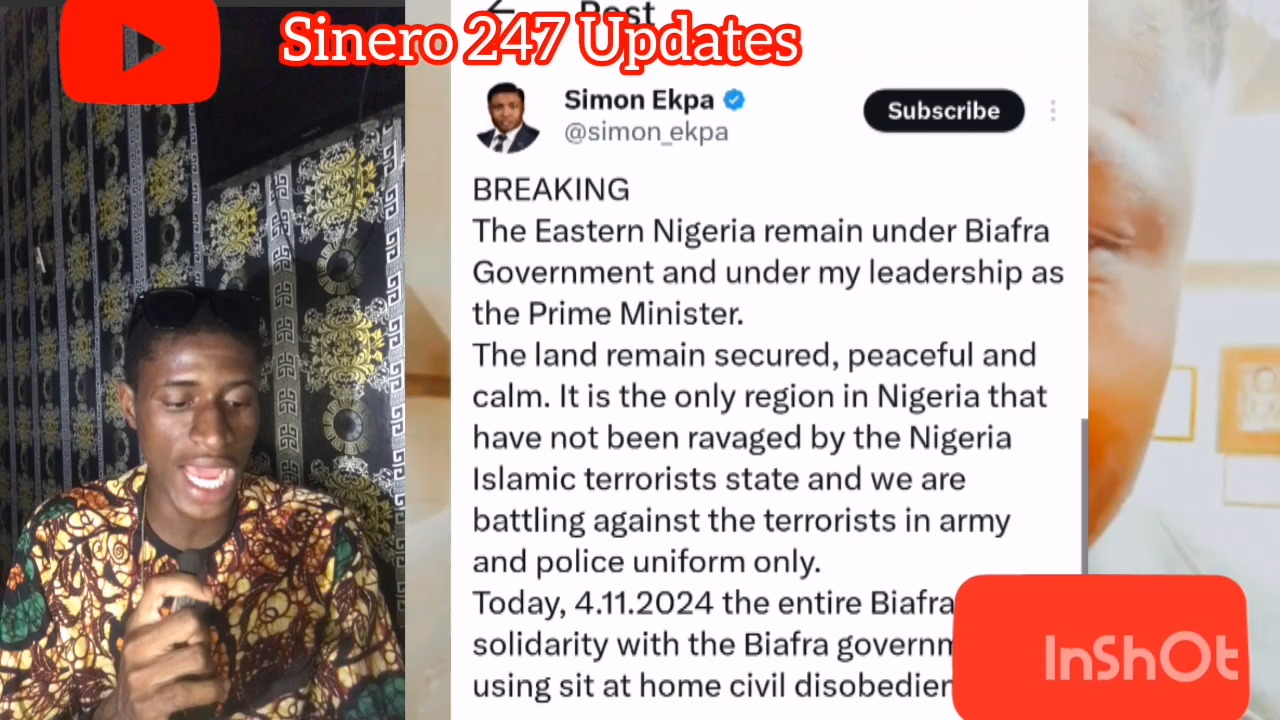 Post
Sinero 247 Updates
Simon Ekpa
@simon_ekpa
Subscribe
BREAKING
The Eastern Nigeria remain under Biafra
Government and under my leadership as
the Prime Minister.
The land remain secured, peaceful and
calm. It is the only region in Nigeria that
have not been ravaged by the Nigeria
Islamic terrorists state and we are
battling against the terrorists in army
and police uniform only.
Today, 4.11.2024 the entire Biafra
solidarity with the Biafra
using sit at home civil
InShOt